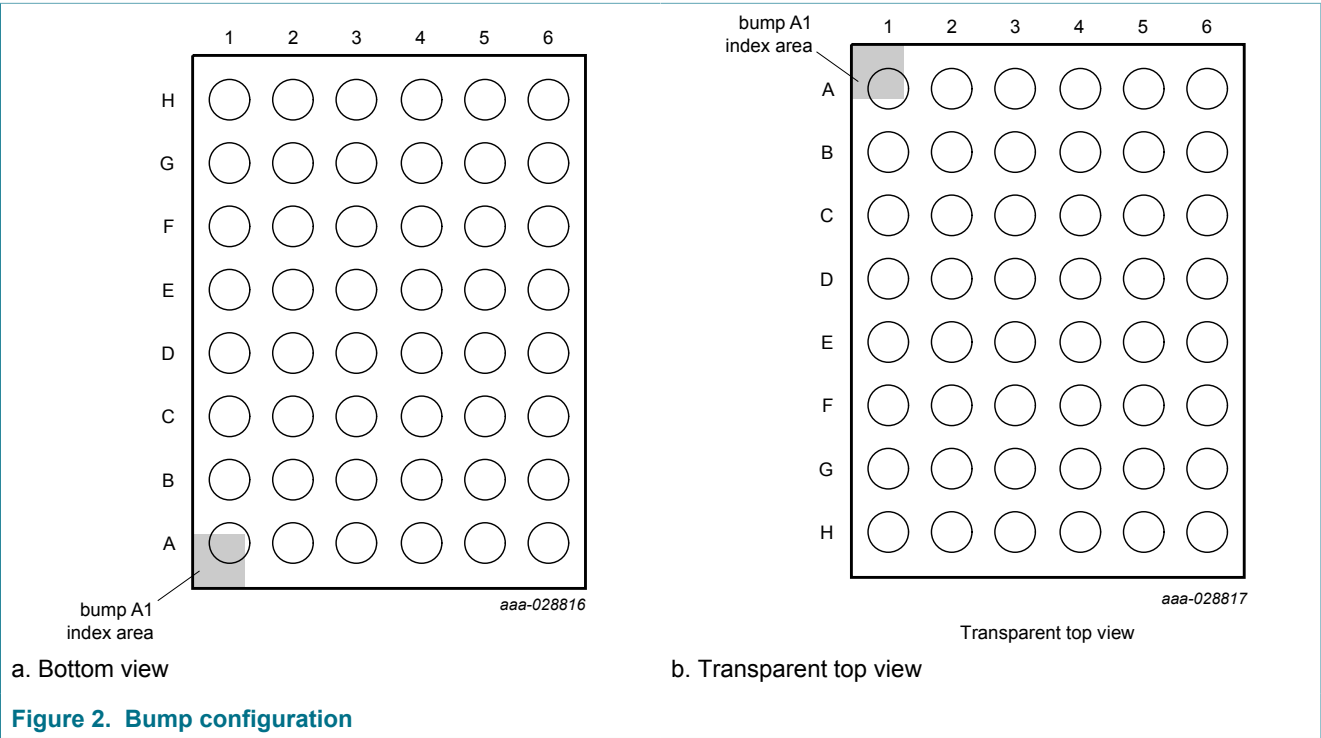 1 2 3 4 5 6
H
G
F
E
D
C
B
A
bump A1
index area
aaa-028816
a. Bottom view
bump A1
index area
1 2 3 4 5 6
A
B
C
D
E
F
G
H
aaa-028817
Transparent top view
b. Transparent top view
Figure 2. Bump configuration